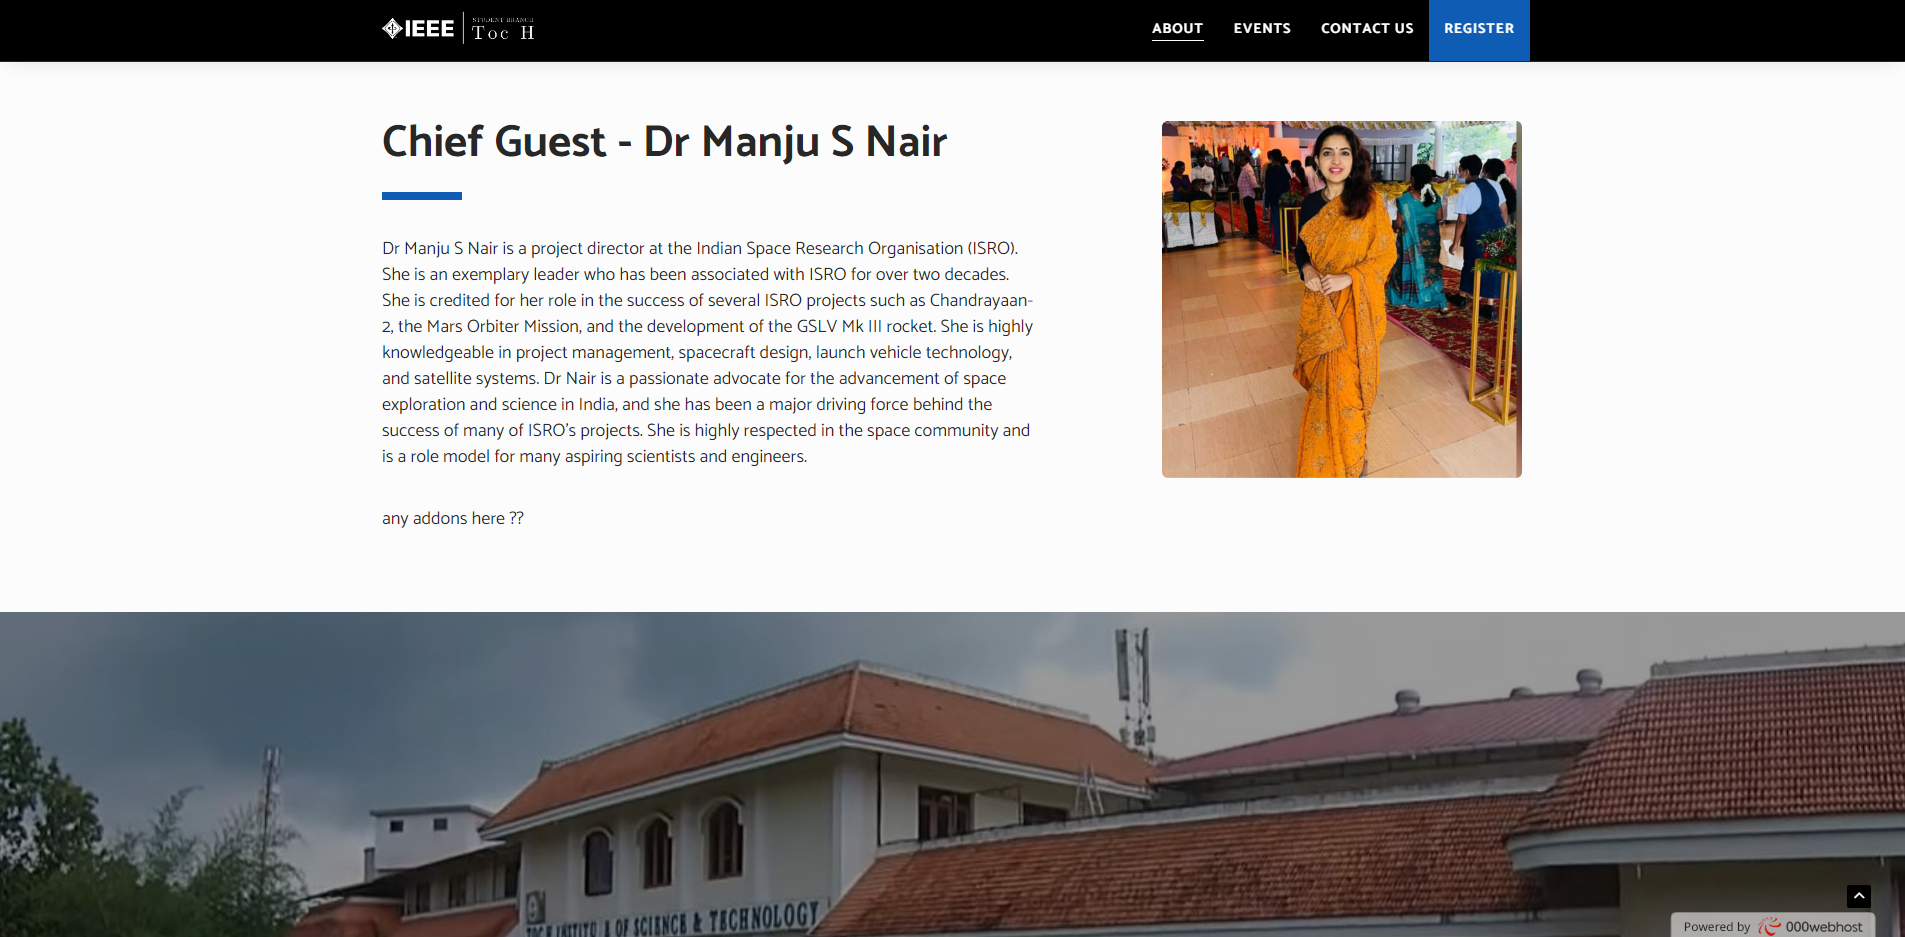 IEEE
STUDENT BRANCH
Toc H
ABOUT
EVENTS
CONTACT US
REGISTER
Chief Guest - Dr Manju S Nair
Dr Manju S Nair is a project director at the Indian Space Research Organisation (ISRO).
She is an exemplary leader who has been associated with ISRO for over two decades.
She is credited for her role in the success of several ISRO projects such as Chandrayaan-
2, the Mars Orbiter Mission, and the development of the GSLV Mk III rocket. She is highly
knowledgeable in project management, spacecraft design, launch vehicle technology,
and satellite systems. Dr Nair is a passionate advocate for the advancement of space
exploration and science in India, and she has been a major driving force behind the
success of many of ISRO's projects. She is highly respected in the space community and
is a role model for many aspiring scientists and engineers.
any addons here ??
TOC H OF SCIENCE & TECHNOLOGY
Powered by 000webhost